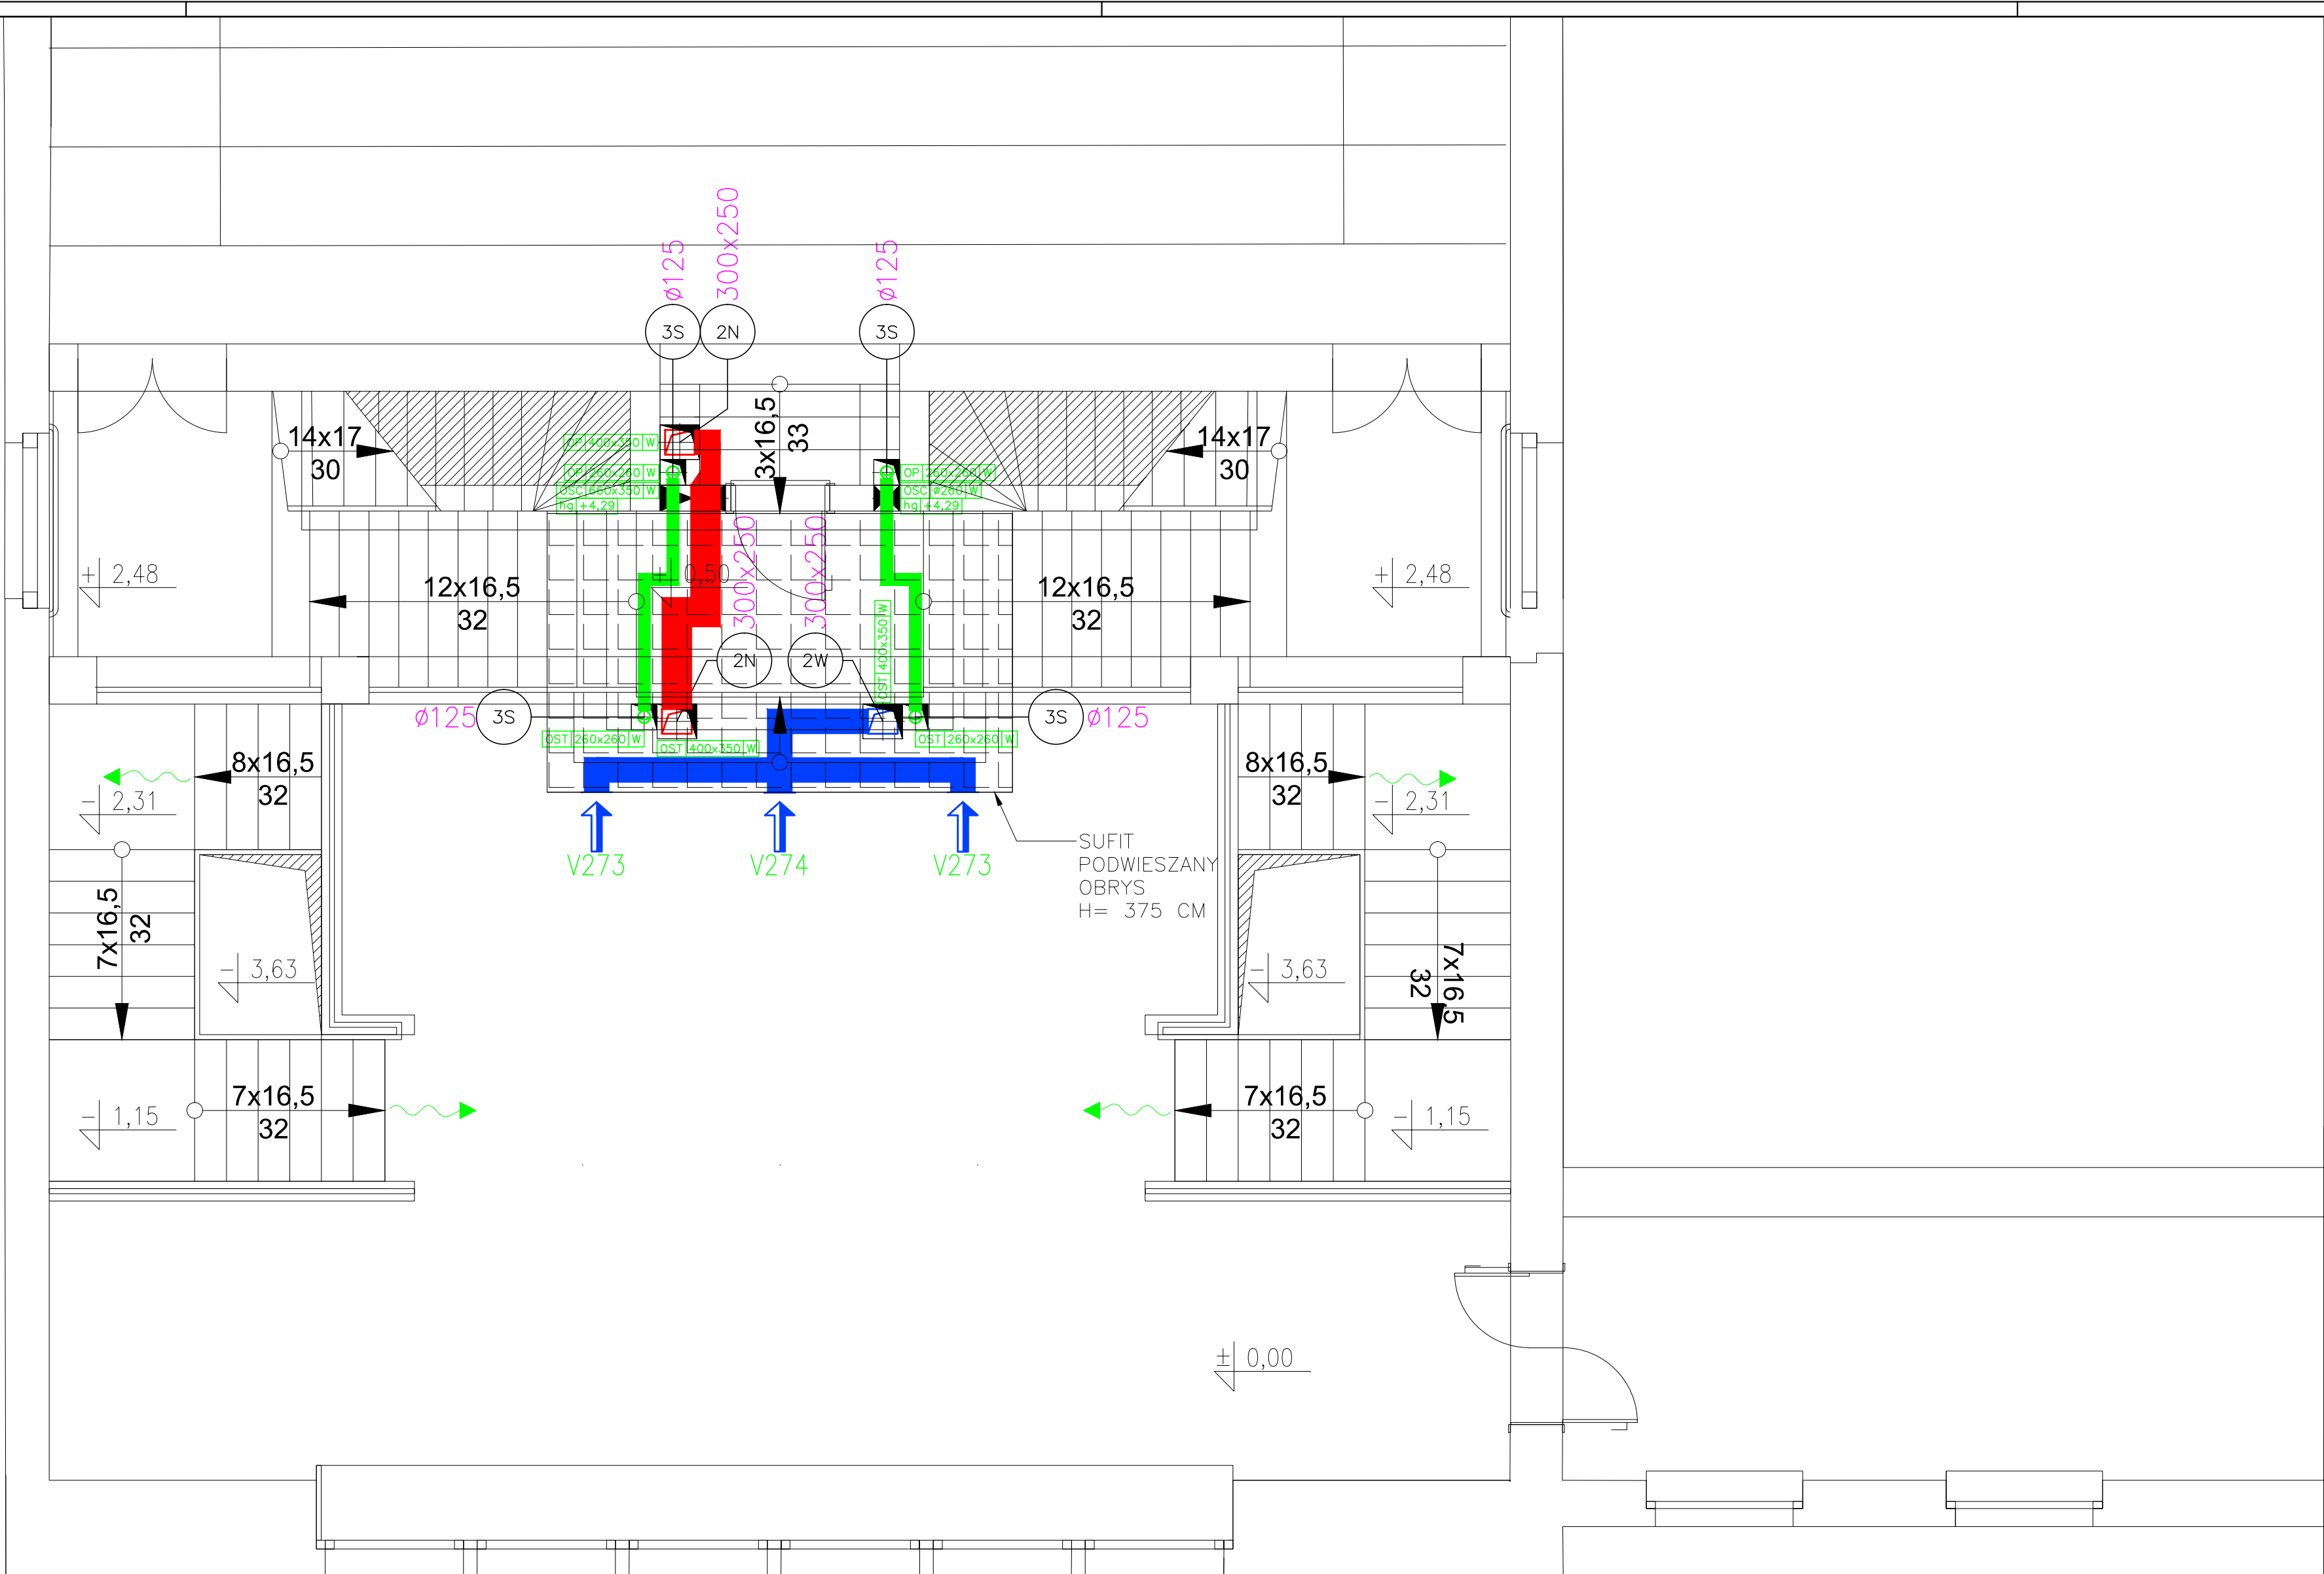 ø125
300x250
ø125
3S
2N
3S
3x16,5
33
14x17
30
14x17
30
OP 400x350 W
OP 260x260 W
OSC 660x350 W
hg +4,29
OP 260x260 W
OSC ø260 W
hg +4,29
+ 2,48
12x16,5
32
+ 0,50
300x250
300x250
12x16,5
32
+ 2,48
OST 400x350 W
2N
2W
ø125
3S
3S
ø125
OST 260x260 W
OST 400x350 W
OST 260x260 W
8x16,5
32
8x16,5
32
- 2,31
- 2,31
V273
V274
V273
SUFIT
PODWIESZANY
OBRYS
H= 375 CM
7x16,5
32
- 3,63
- 3,63
7x16,5
32
7x16,5
32
- 1,15
7x16,5
32
- 1,15
± 0,00